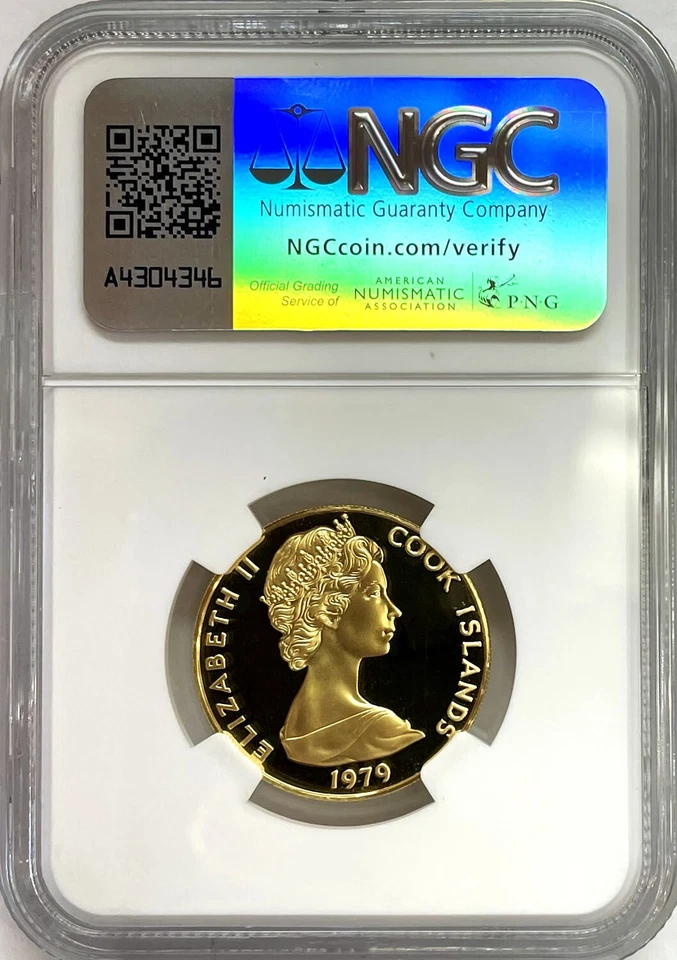 NGC
Numismatic Guaranty Company
NGCcoin.com/verify
A4304346
Official Grading
Service of
AMERICAN
NUMISMATIC
ASSOCIATION
P·N·G
ELIZABETH II
COOK ISLANDS
1979